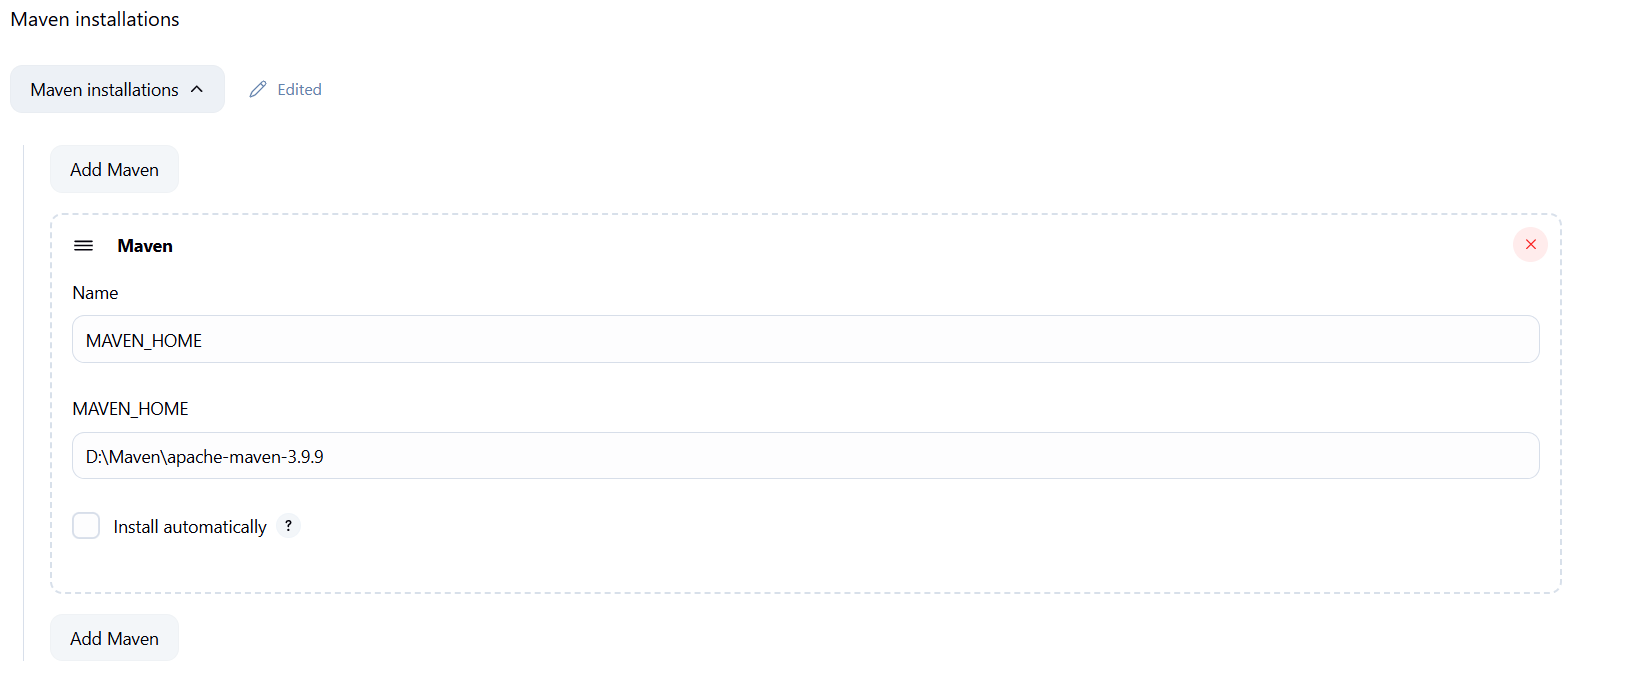 Maven installations
Maven installations
Edited
Add Maven
Maven
Name
MAVEN_HOME
MAVEN_HOME
D:\Maven\apache-maven-3.9.9
Install automatically ?
Add Maven